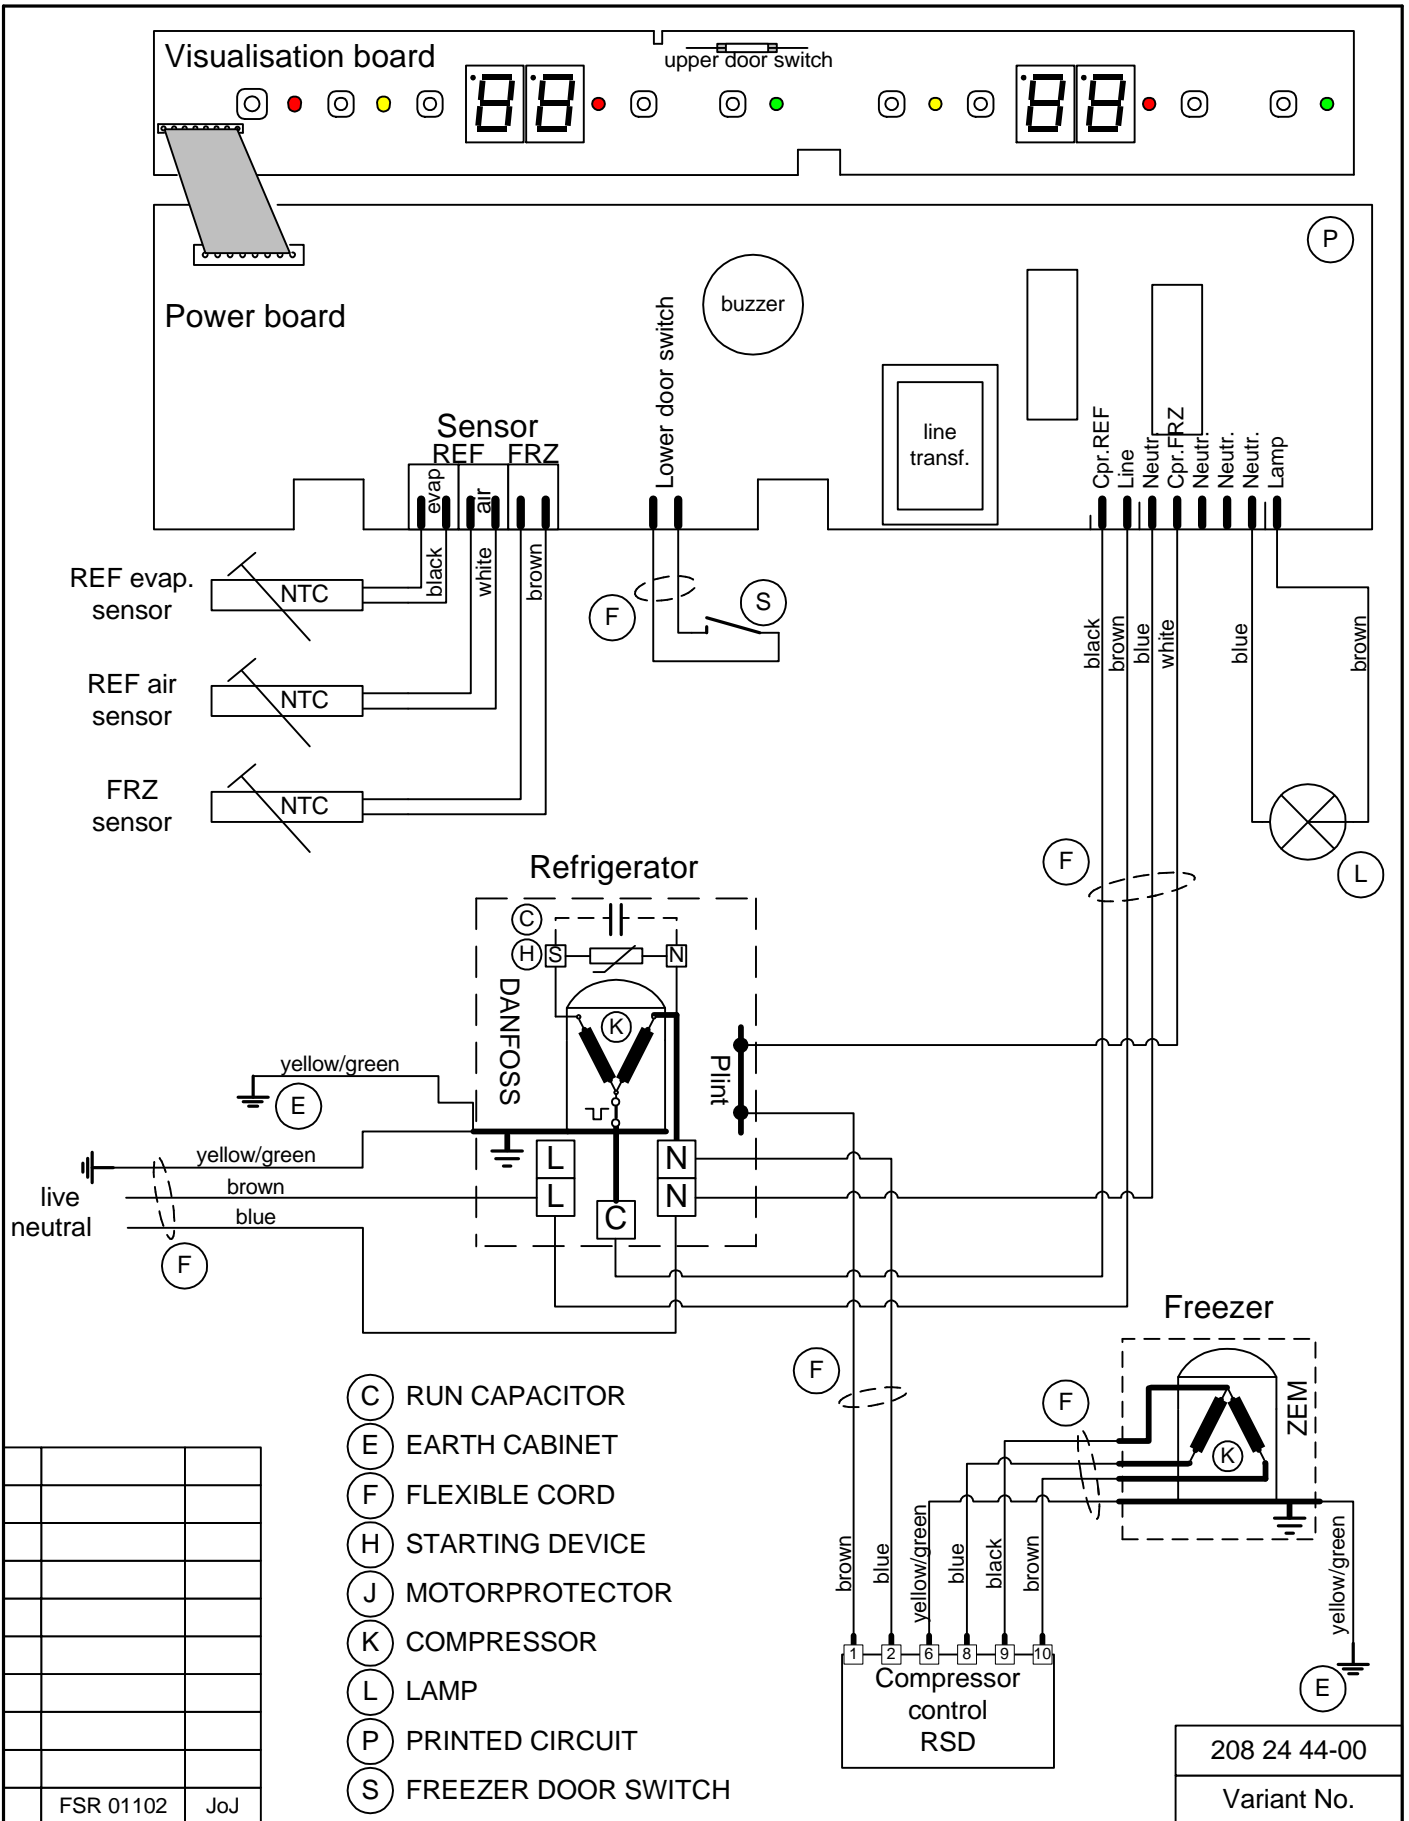 Visualisation board
upper door switch
Power board
P
buzzer
Lower door switch
line
transf.
Sensor
REF FRZ
evap
air
Cpr.REF
Line
Neutr.
Cpr.FRZ
Neutr.
Neutr.
Neutr.
Lamp
REF evap.
sensor
NTC
black
white
brown
F
S
black
brown
blue
white
blue
brown
REF air
sensor
NTC
FRZ
sensor
NTC
F
L
Refrigerator
C
H
S
N
DANFOSS
K
Plint
yellow/green
E
yellow/green
L
N
live
brown
L
N
neutral
blue
C
F
Freezer
F
F
ZEM
K
C RUN CAPACITOR
E EARTH CABINET
F FLEXIBLE CORD
H STARTING DEVICE
J MOTORPROTECTOR
K COMPRESSOR
L LAMP
P PRINTED CIRCUIT
S FREEZER DOOR SWITCH
brown
blue
yellow/green
blue
black
brown
yellow/green
1 2 6 8 9 10
Compressor
control
RSD
E
208 24 44-00
Variant No.
FSR 01102 JoJ